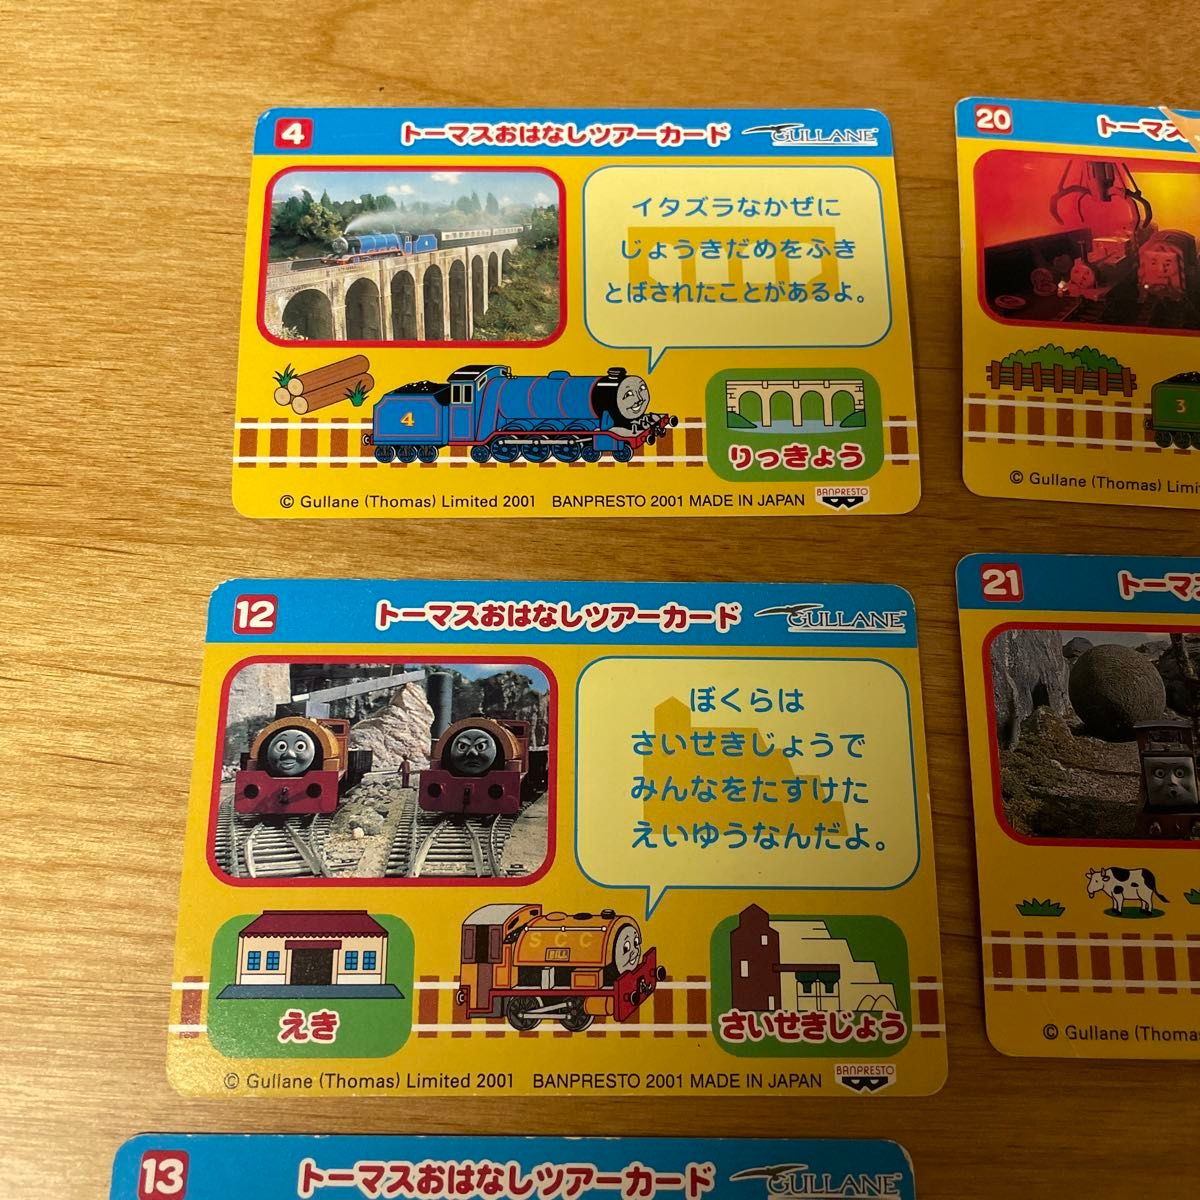 4
トーマスおはなしツアーカード
GULLANE
イタズラなかぜに
じょうきだめをふき
とばされたことがあるよ。
4
りっきょう
© Gullane (Thomas) Limited 2001 BANPRESTO 2001 MADE IN JAPAN
BANPRESTO
20
トーマス
3
© Gullane (Thomas) Limited
12
トーマスおはなしツアーカード
GULLANE
ぼくらは
さいせきじょうで
みんなをたすけた
えいゆうなんだよ。
えき
SCC
さいせきじょう
© Gullane (Thomas) Limited 2001 BANPRESTO 2001 MADE IN JAPAN
BANPRESTO
21
トーマス
© Gullane (Thomas)
13
トーマスおはなしツアーカード
GULLANE